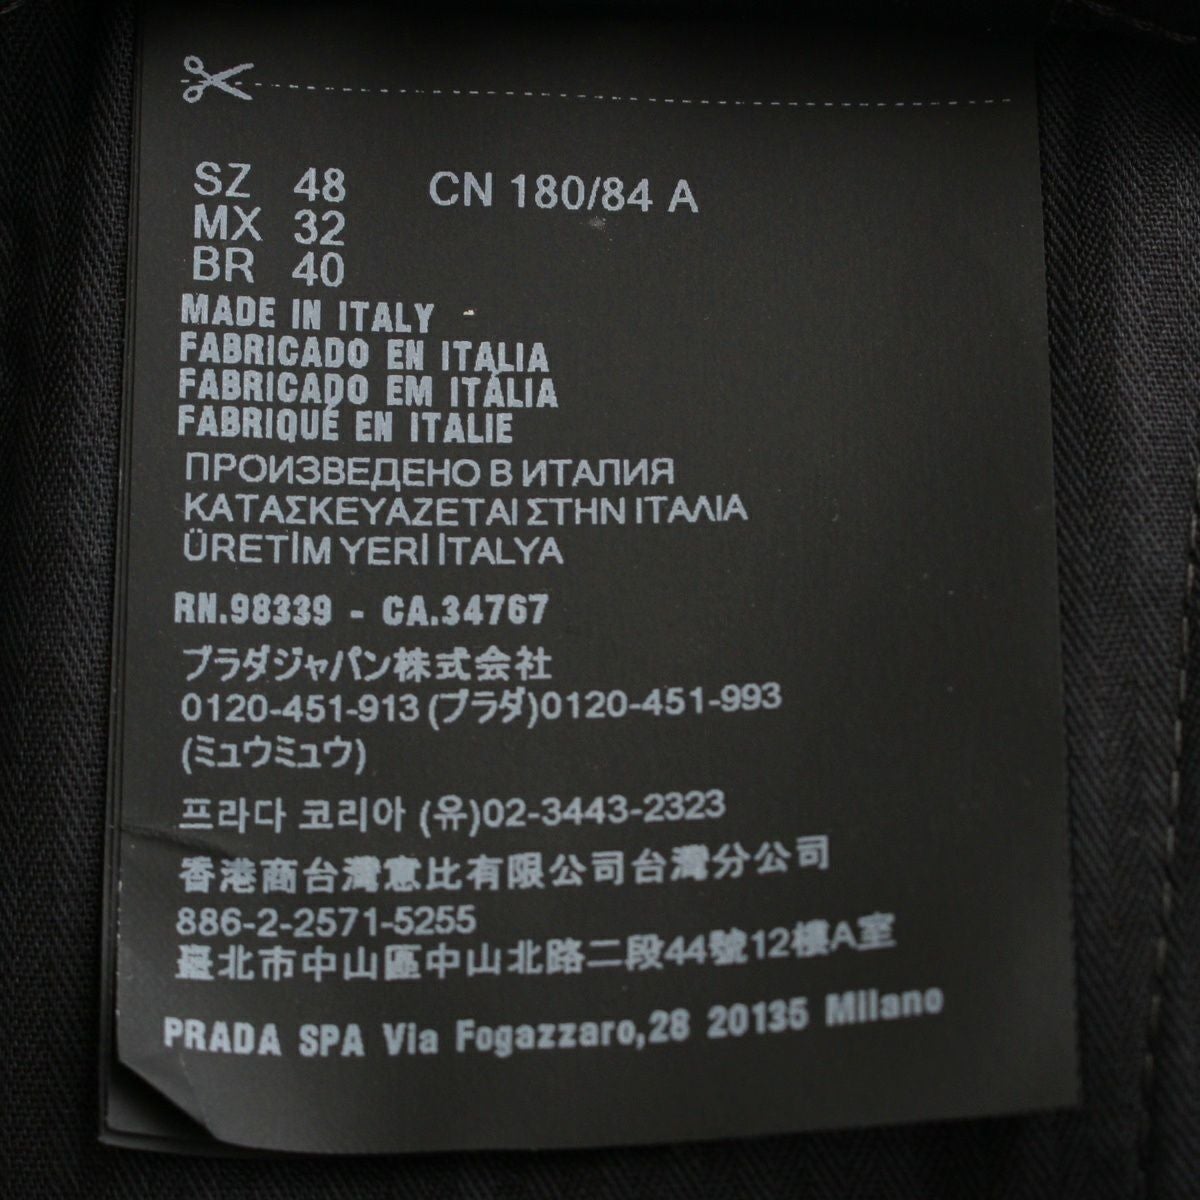 SZ 48 CN 180/84 A
MX 32
BR 40
MADE IN ITALY
FABRICADO EN ITALIA
FABRICADO EM ITÁLIA
FABRIQUÉ EN ITALIE
ПРОИЗВЕДЕНО В ИТАЛИЯ
ΚΑΤΑΣΚΕΥΑΖΕΤΑΙ ΣΤΗΝ ΙΤΑΛΙΑ
ÜRETİM YERİ İTALYA
RN.98339 - CA.34767
プラダジャパン株式会社
0120-451-913 (プラダ)0120-451-993
(ミュウミュウ)
프라다 코리아 (유)02-3443-2323
香港商台灣意比有限公司台灣分公司
886-2-2571-5255
臺北市中山區中山北路二段44號12樓A室
PRADA SPA Via Fogazzaro,28 20135 Milano